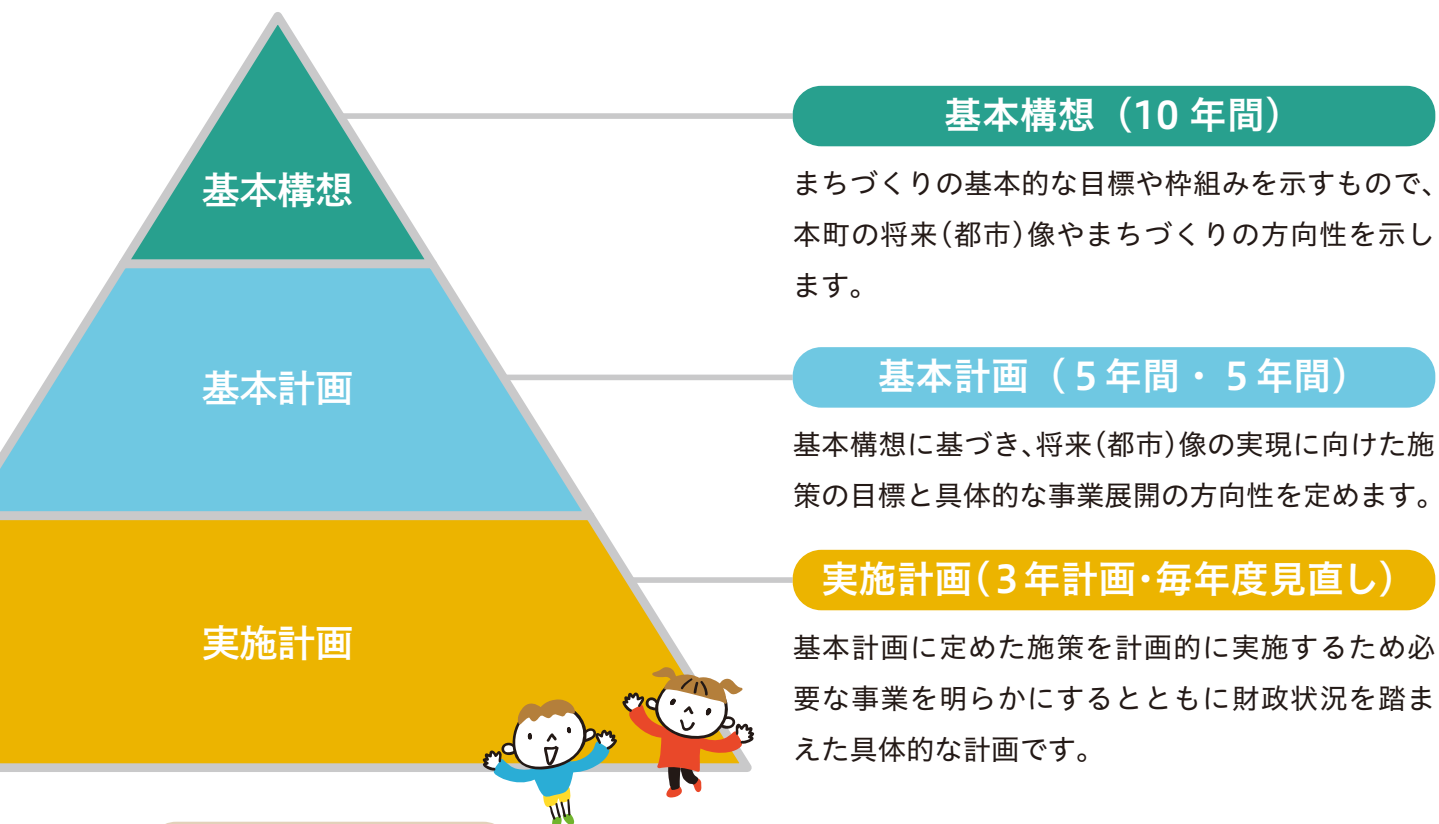 基本構想
基本構想（10 年間）
まちづくりの基本的な目標や枠組みを示すもので、
本町の将来（都市）像やまちづくりの方向性を示し
ます。
基本計画
基本計画（５年間・５年間）
基本構想に基づき、将来（都市）像の実現に向けた施
策の目標と具体的な事業展開の方向性を定めます。
実施計画
実施計画（３年計画・毎年度見直し）
基本計画に定めた施策を計画的に実施するため必
要な事業を明らかにするとともに財政状況を踏ま
えた具体的な計画です。